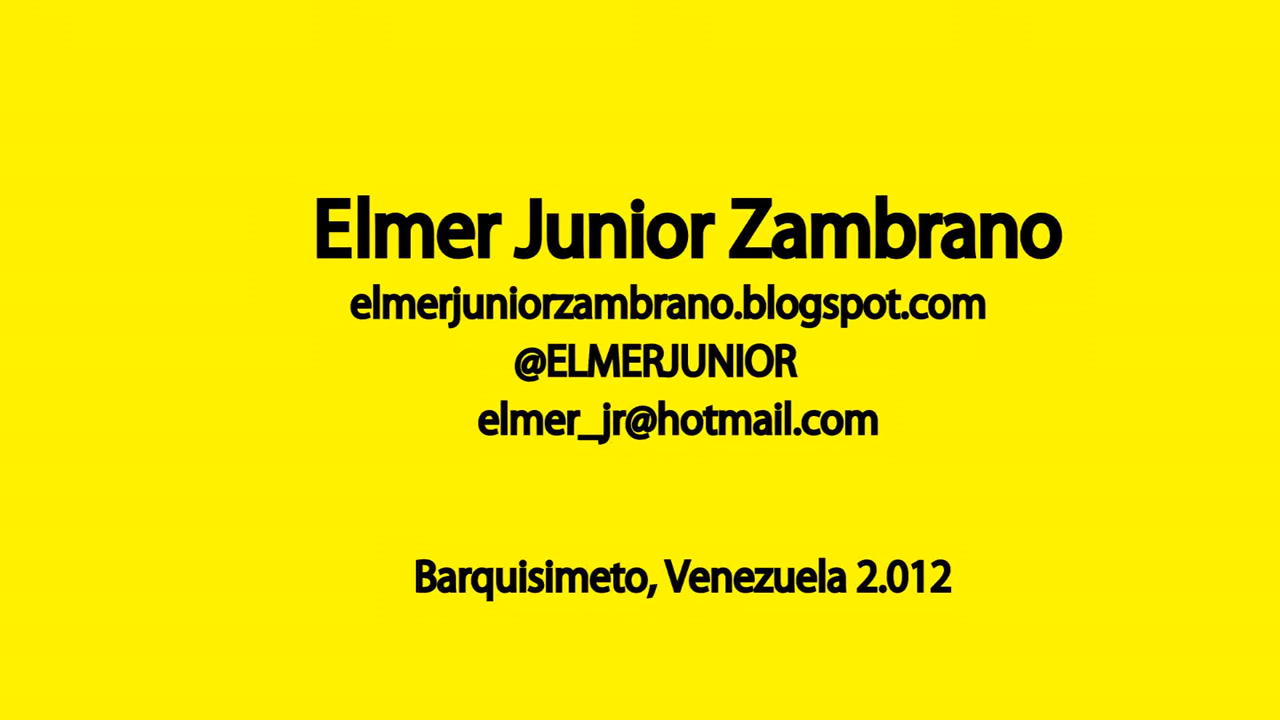 Elmer Junior Zambrano
elmerjuniorzambrano.blogspot.com
@ELMERJUNIOR
elmer_jr@hotmail.com
Barquisimeto, Venezuela 2.012